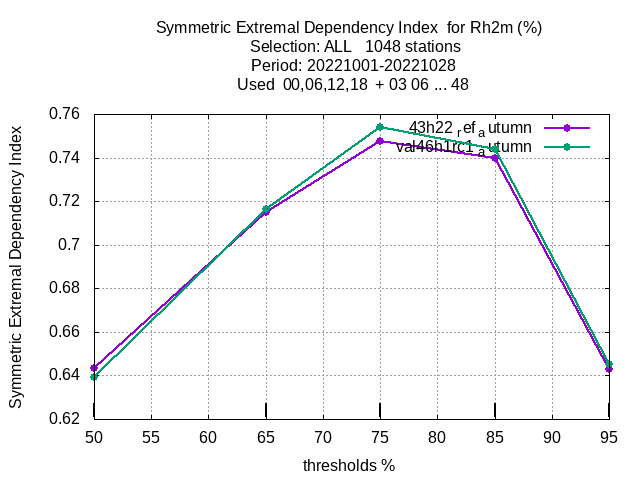 Symmetric Extremal Dependency Index for Rh2m (%)
Selection: ALL 1048 stations
Period: 20221001-20221028
Used 00,06,12,18 + 03 06 ... 48
43h22 ref autumn
val46h1rc1 autumn
Symmetric Extremal Dependency Index
0.76
0.74
0.72
0.7
0.68
0.66
0.64
0.62
50 55 60 65 70 75 80 85 90 95
thresholds %